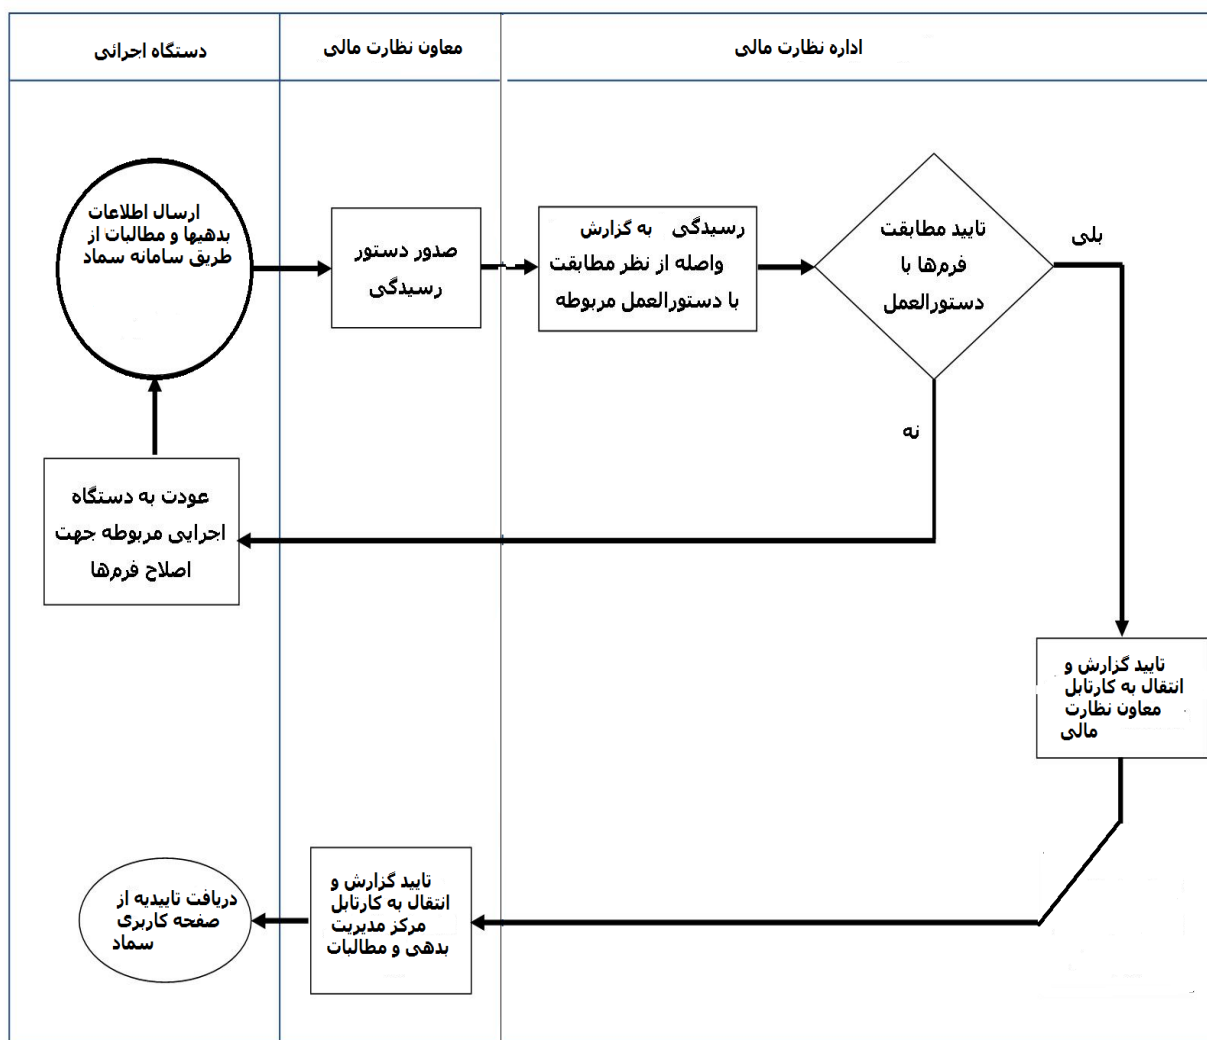 اداره نظارت مالی
معاون نظارت مالی
دستگاه اجرائی
ارسال اطلاعات
بدهیها و مطالبات از
طریق سامانه سماد
صدور دستور
رسیدگی
رسیدگی به گزارش
واصله از نظر مطابقت
با دستورالعمل مربوطه
تایید مطابقت
فرم‌ها با
دستورالعمل
بلی
نه
عودت به دستگاه
اجرایی مربوطه جهت
اصلاح فرم‌ها
تایید گزارش و
انتقال به کارتابل
معاون نظارت
مالی
تایید گزارش و
انتقال به کارتابل
مرکز مدیریت
بدهی و مطالبات
دریافت تاییدیه از
صفحه کاربری
سماد